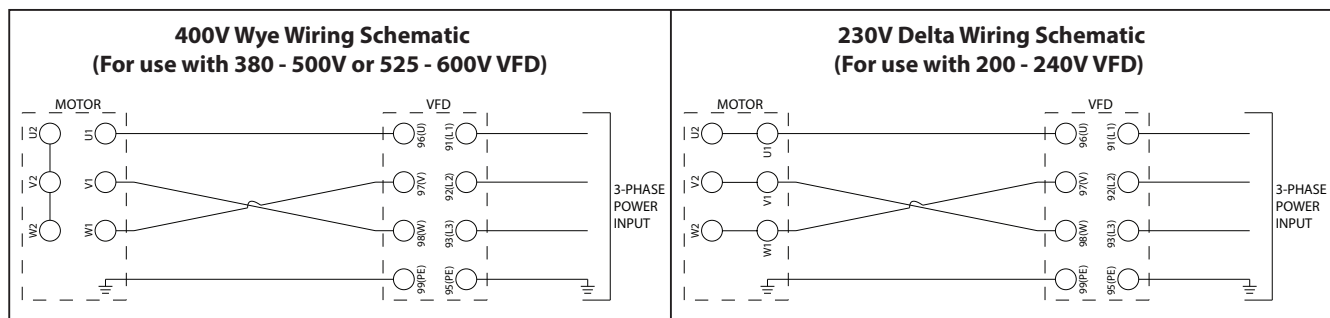 400V Wye Wiring Schematic
(For use with 380 - 500V or 525 - 600V VFD)
MOTOR
VFD
U2
U1
96(U)
91(L1)
V2
V1
97(V)
92(L2)
W2
W1
98(W)
93(L3)
99(PE)
95(PE)
3-PHASE
POWER
INPUT
230V Delta Wiring Schematic
(For use with 200 - 240V VFD)
MOTOR
VFD
U2
U1
96(U)
91(L1)
V2
V1
97(V)
92(L2)
W2
W1
98(W)
93(L3)
99(PE)
95(PE)
3-PHASE
POWER
INPUT